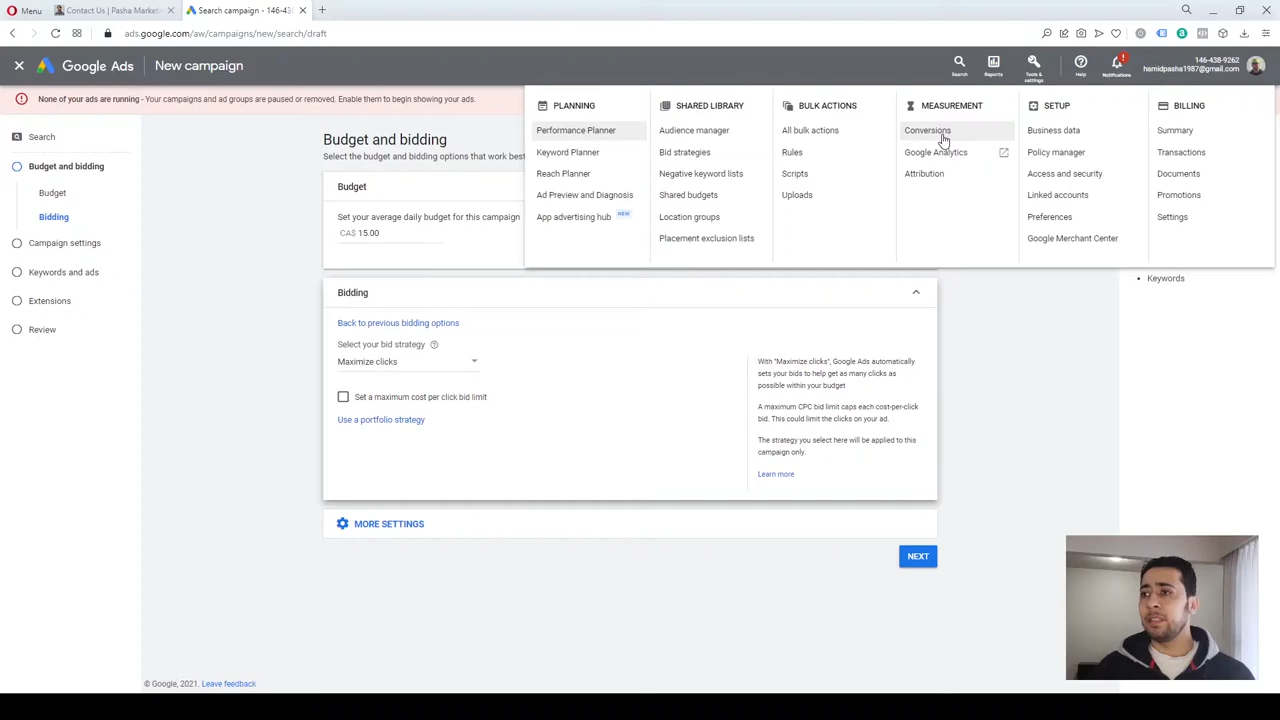 Menu
Contact Us | Pasha Marketi
Search campaign - 146-43
ads.google.com/aw/campaigns/new/search/draft
Google Ads
New campaign
Search
Reports
Tools & settings
Help
Notifications
146-438-9262
hamidpasha1987@gmail.com
None of your ads are running - Your campaigns and ad groups are paused or removed. Enable them to begin showing your ads.
Search
Budget and bidding
Budget
Bidding
Campaign settings
Keywords and ads
Extensions
Review
Budget and bidding
Select the budget and bidding options that work best
Budget
Set your average daily budget for this campaign
CA$ 15.00
PLANNING
Performance Planner
Keyword Planner
Reach Planner
Ad Preview and Diagnosis
App advertising hub NEW
SHARED LIBRARY
Audience manager
Bid strategies
Negative keyword lists
Shared budgets
Location groups
Placement exclusion lists
BULK ACTIONS
All bulk actions
Rules
Scripts
Uploads
MEASUREMENT
Conversions
Google Analytics
Attribution
SETUP
Business data
Policy manager
Access and security
Linked accounts
Preferences
Google Merchant Center
BILLING
Summary
Transactions
Documents
Promotions
Settings
Keywords
Bidding
Back to previous bidding options
Select your bid strategy
Maximize clicks
Set a maximum cost per click bid limit
Use a portfolio strategy
With "Maximize clicks", Google Ads automatically
sets your bids to help get as many clicks as
possible within your budget
A maximum CPC bid limit caps each cost-per-click
bid. This could limit the clicks on your ad.
The strategy you select here will be applied to this
campaign only.
Learn more
MORE SETTINGS
NEXT
© Google, 2021. Leave feedback